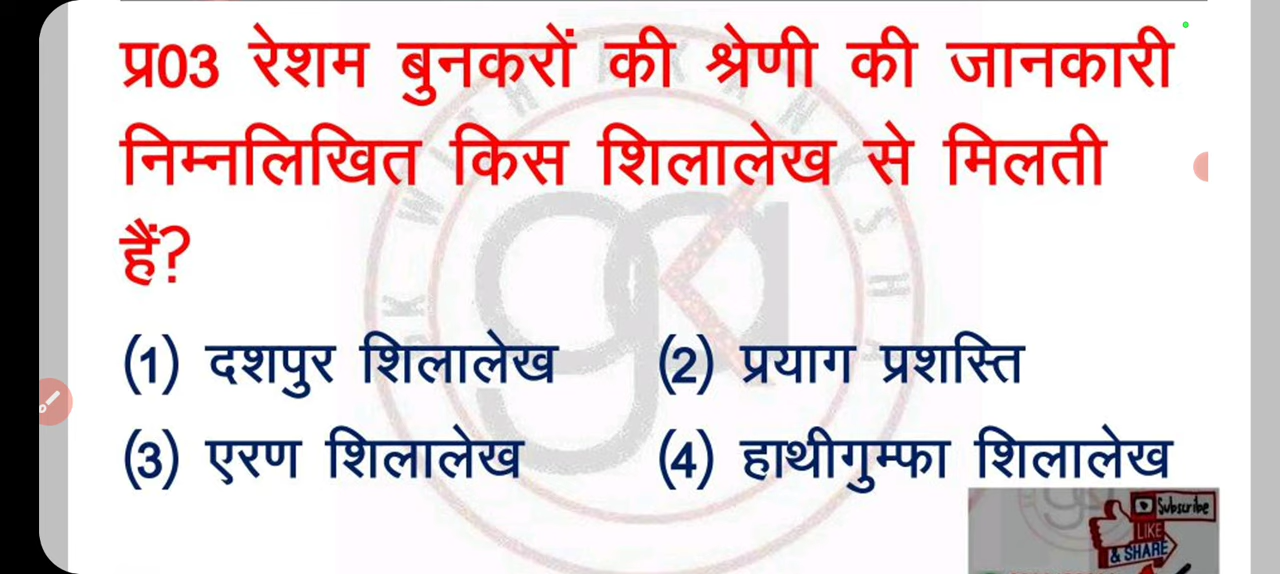 प्र03 रेशम बुनकरों की श्रेणी की जानकारी
निम्नलिखित किस शिलालेख से मिलती
हैं?
(1) दशपुर शिलालेख (2) प्रयाग प्रशस्ति
(3) एरण शिलालेख (4) हाथीगुम्फा शिलालेख
Subscribe
LIKE
& SHARE